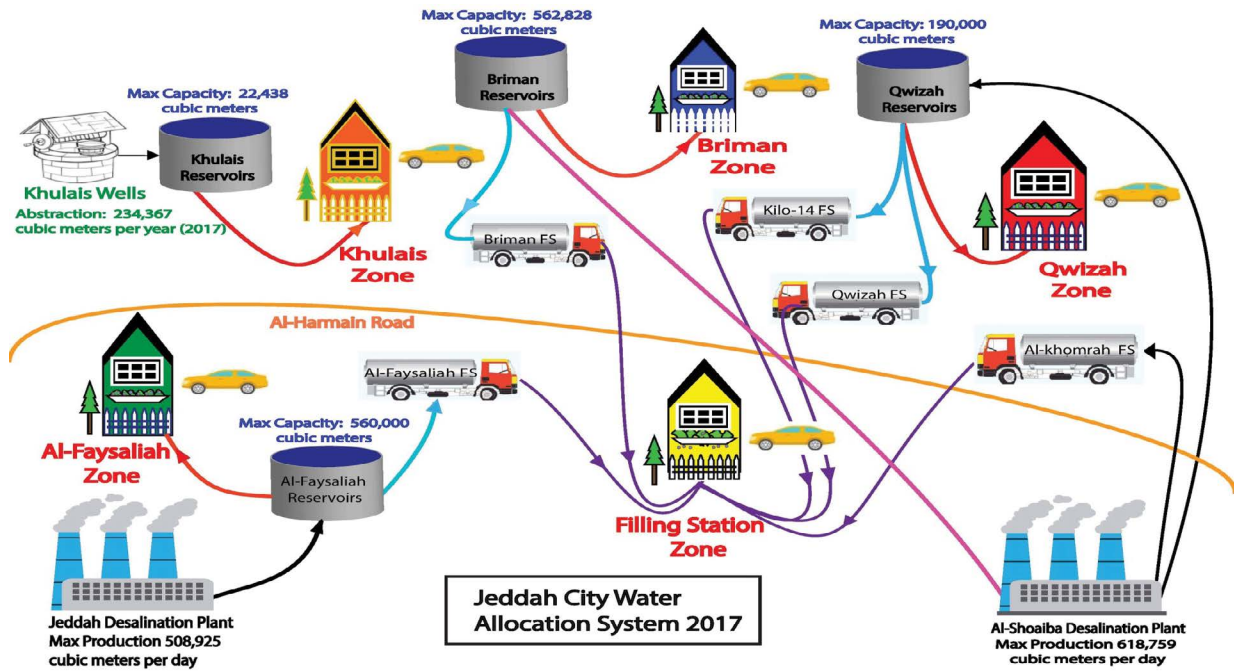 Max Capacity: 562,828
cubic meters
Briman
Reservoirs
Max Capacity: 190,000
cubic meters
Qwizah
Reservoirs
Max Capacity: 22,438
cubic meters
Khulais
Reservoirs
Khulais Wells
Abstraction: 234,367
cubic meters per year (2017)
Khulais
Zone
Briman
Zone
Qwizah
Zone
Briman FS
Kilo-14 FS
Qwizah FS
Al-Harmain Road
Al-Faysaliah FS
Al-khomrah FS
Al-Faysaliah
Zone
Max Capacity: 560,000
cubic meters
Al-Faysaliah
Reservoirs
Filling Station
Zone
Jeddah Desalination Plant
Max Production 508,925
cubic meters per day
Jeddah City Water
Allocation System 2017
Al-Shoaiba Desalination Plant
Max Production 618,759
cubic meters per day